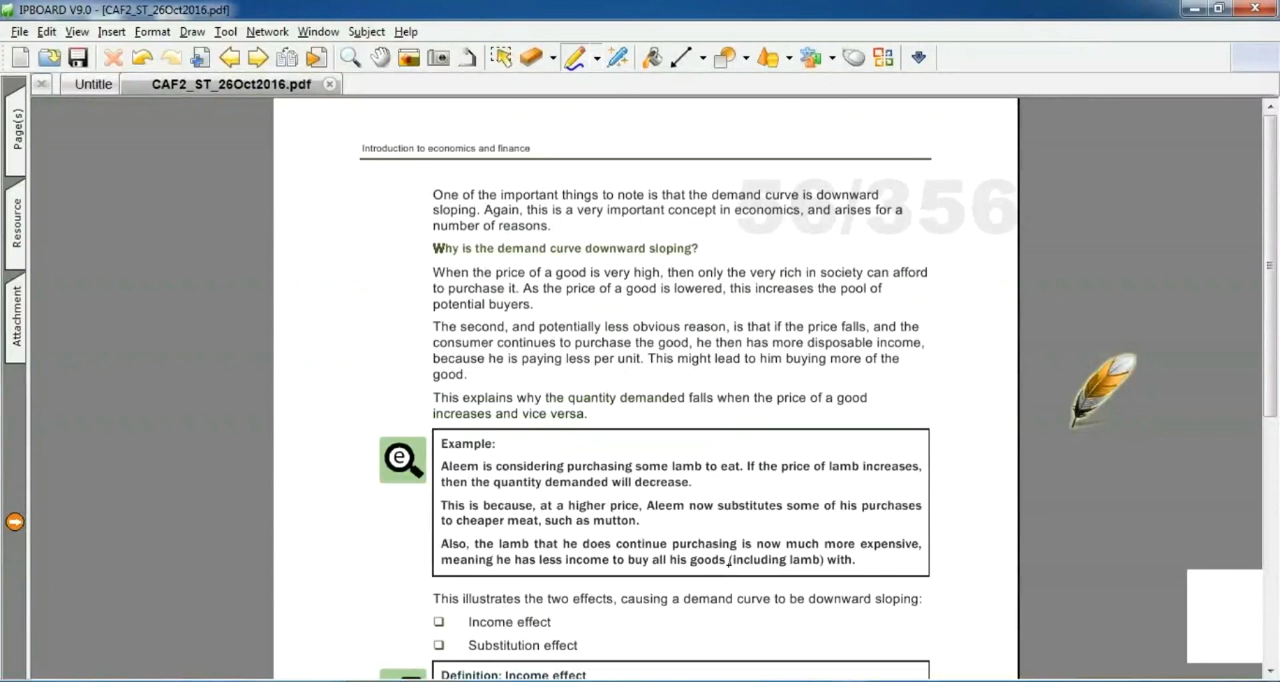 IPBOARD V9.0 - [CAF2_ST_26Oct2016.pdf]
File Edit View Insert Format Draw Tool Network Window Subject Help
Untitle CAF2_ST_26Oct2016.pdf
Page(s)
Resource
Attachment
56/356
Introduction to economics and finance
One of the important things to note is that the demand curve is downward
sloping. Again, this is a very important concept in economics, and arises for a
number of reasons.
Why is the demand curve downward sloping?
When the price of a good is very high, then only the very rich in society can afford
to purchase it. As the price of a good is lowered, this increases the pool of
potential buyers.
The second, and potentially less obvious reason, is that if the price falls, and the
consumer continues to purchase the good, he then has more disposable income,
because he is paying less per unit. This might lead to him buying more of the
good.
This explains why the quantity demanded falls when the price of a good
increases and vice versa.
e
Example:
Aleem is considering purchasing some lamb to eat. If the price of lamb increases,
then the quantity demanded will decrease.
This is because, at a higher price, Aleem now substitutes some of his purchases
to cheaper meat, such as mutton.
Also, the lamb that he does continue purchasing is now much more expensive,
meaning he has less income to buy all his goods (including lamb) with.
This illustrates the two effects, causing a demand curve to be downward sloping:
❑ Income effect
❑ Substitution effect
Definition: Income effect